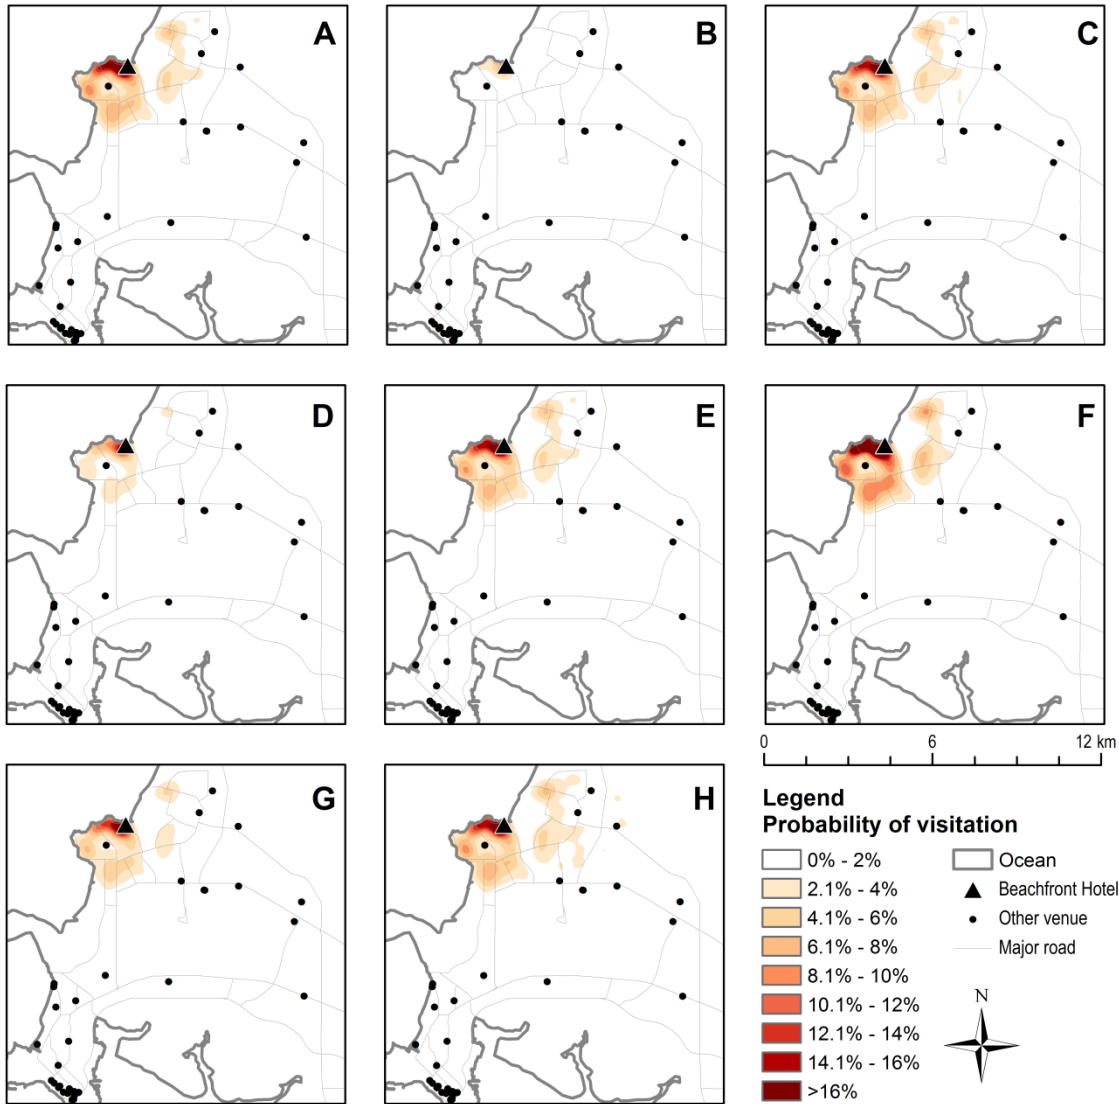 A
B
C
D
E
F
G
H
0
6
12 km
Legend
Probability of visitation
0% - 2%
2.1% - 4%
4.1% - 6%
6.1% - 8%
8.1% - 10%
10.1% - 12%
12.1% - 14%
14.1% - 16%
>16%
Ocean
Beachfront Hotel
Other venue
Major road
N